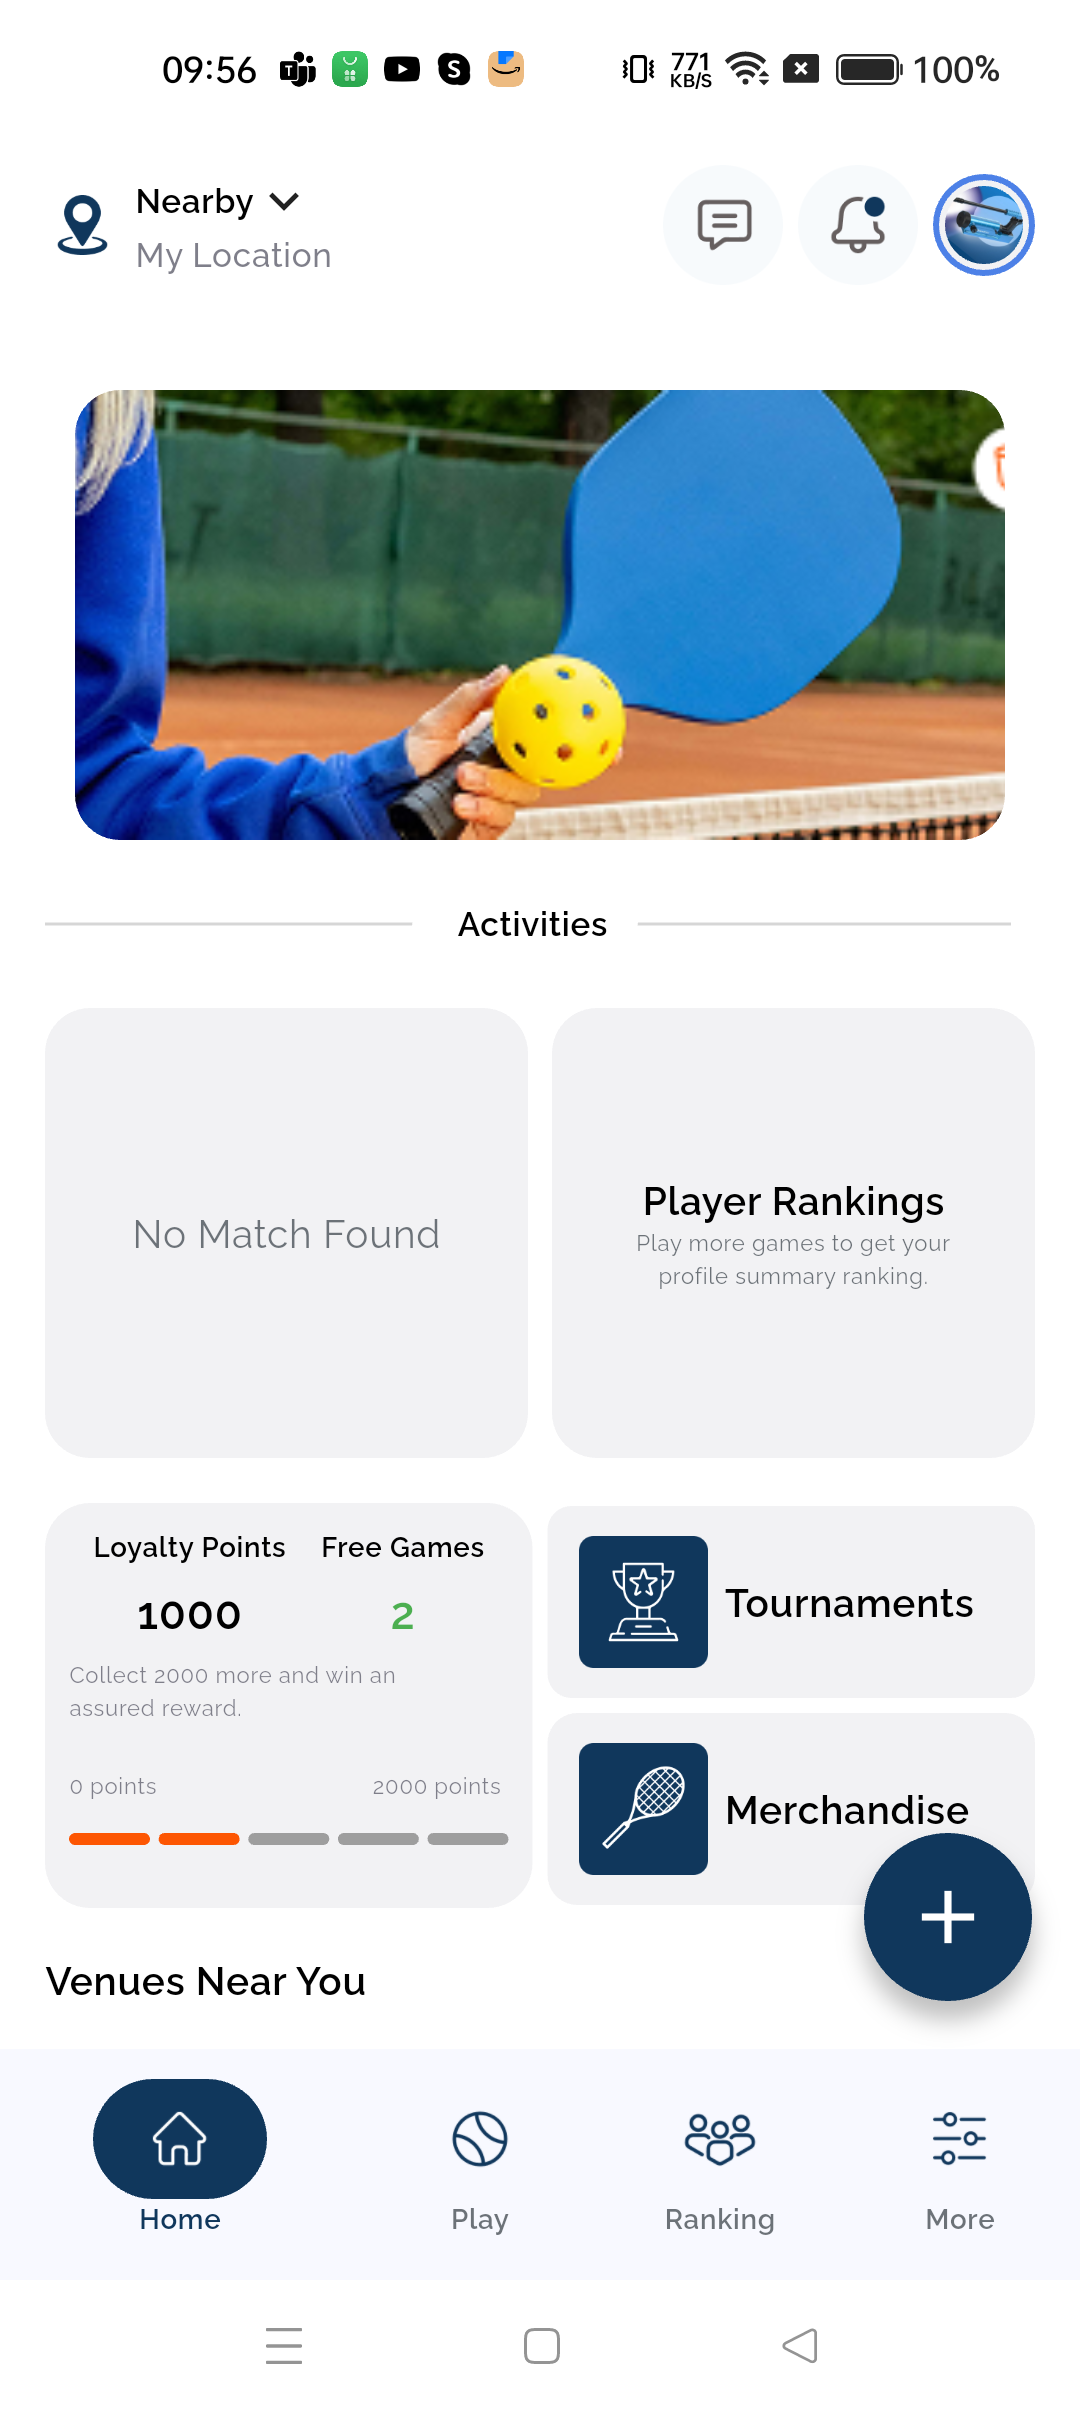 09:56
771
KB/S
100%
Nearby
My Location
Activities
No Match Found
Player Rankings
Play more games to get your
profile summary ranking.
Loyalty Points
Free Games
1000
2
Collect 2000 more and win an
assured reward.
0 points
2000 points
Tournaments
Merchandise
Venues Near You
Home
Play
Ranking
More